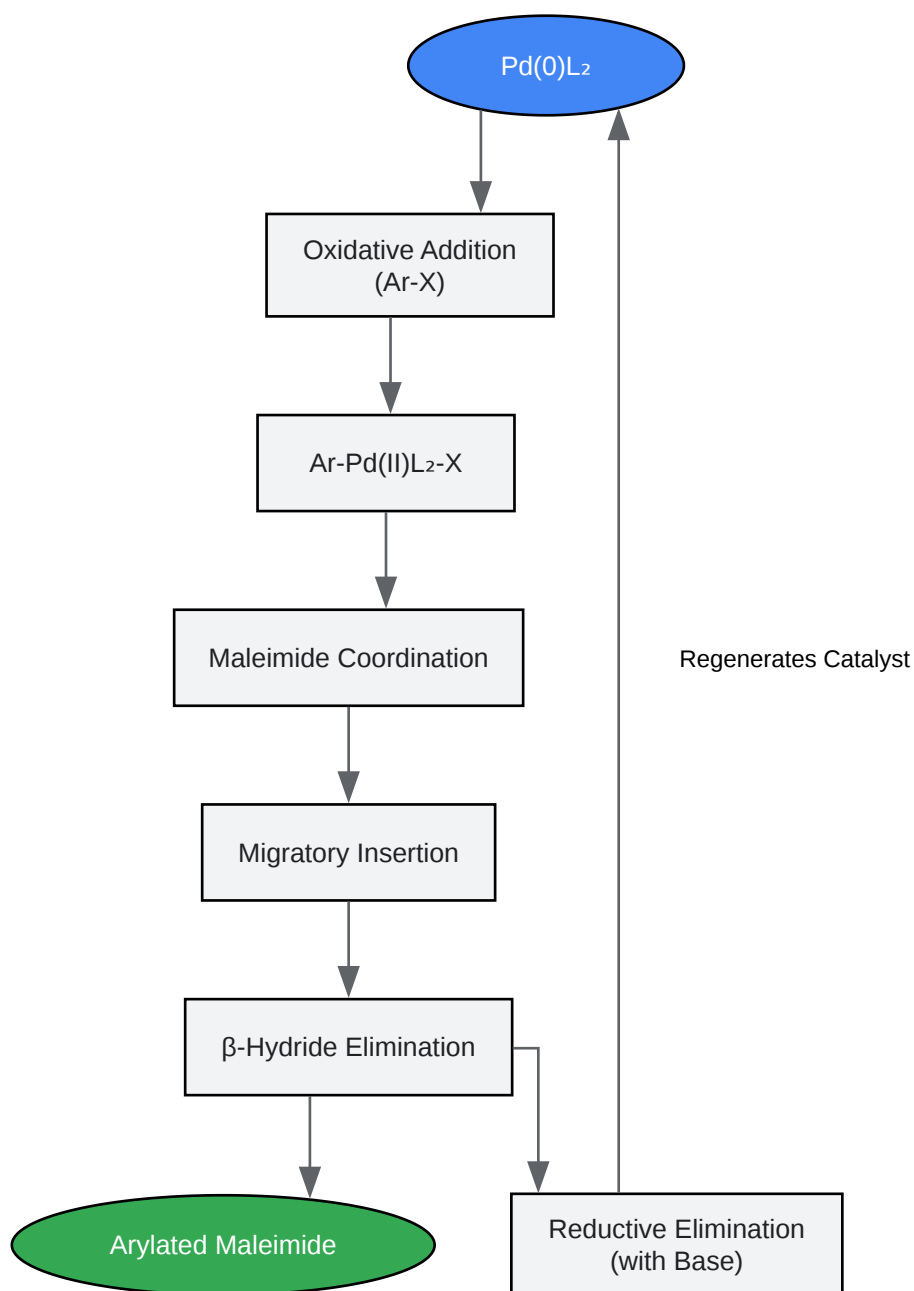 Pd(0)L₂
Oxidative Addition
(Ar-X)
Ar-Pd(II)L₂-X
Maleimide Coordination
Regenerates Catalyst
Migratory Insertion
β-Hydride Elimination
Arylated Maleimide
Reductive Elimination
(with Base)